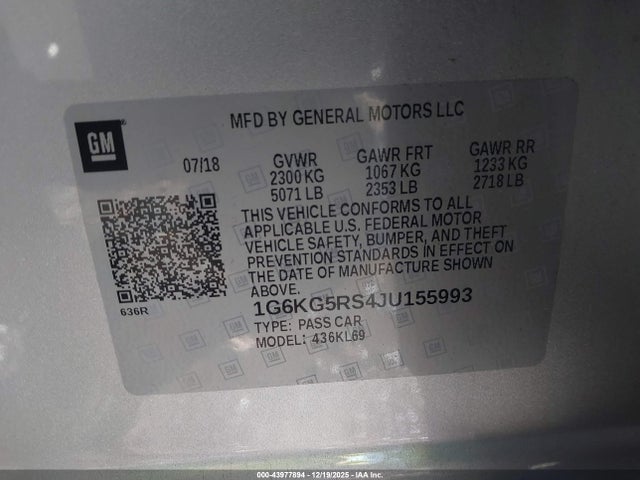 MFD BY GENERAL MOTORS LLC
GM
07/18
GVWR
2300 KG
5071 LB
GAWR FRT
1067 KG
2353 LB
GAWR RR
1233 KG
2718 LB
THIS VEHICLE CONFORMS TO ALL
APPLICABLE U.S. FEDERAL MOTOR
VEHICLE SAFETY, BUMPER, AND THEFT
PREVENTION STANDARDS IN EFFECT ON
THE DATE OF MANUFACTURE SHOWN
ABOVE.
636R
1G6KG5RS4JU155993
TYPE: PASS CAR
MODEL: 436KL69
000-43977894 - 12/19/2025 - IAAI.COM.